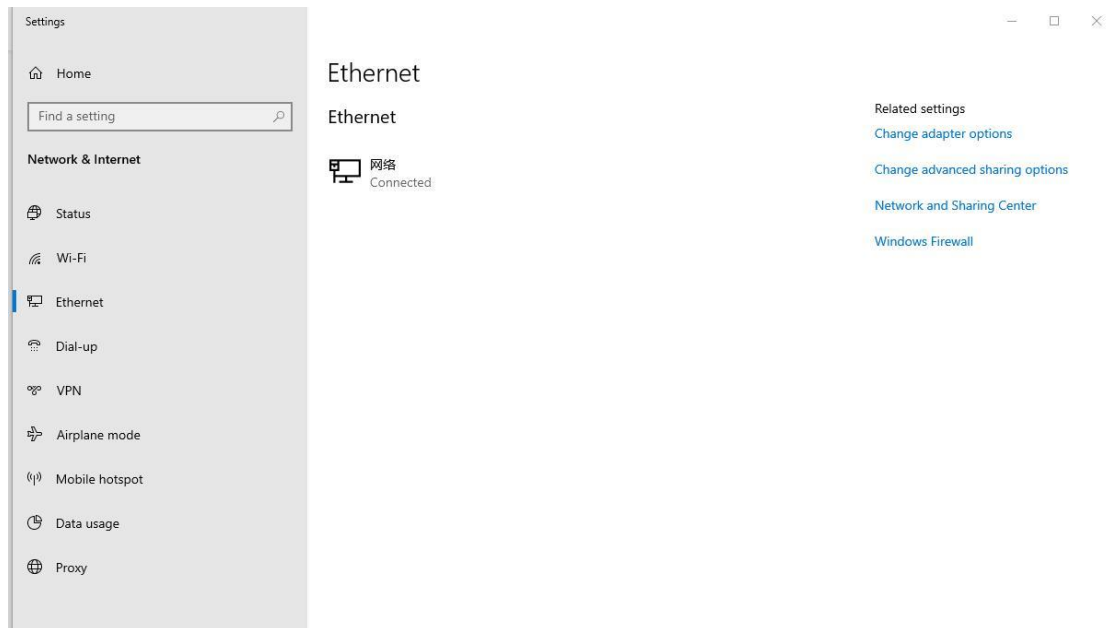 Settings
Home
Find a setting
Network & Internet
Status
Wi-Fi
Ethernet
Dial-up
VPN
Airplane mode
Mobile hotspot
Data usage
Proxy
Ethernet
Ethernet
网络
Connected
Related settings
Change adapter options
Change advanced sharing options
Network and Sharing Center
Windows Firewall